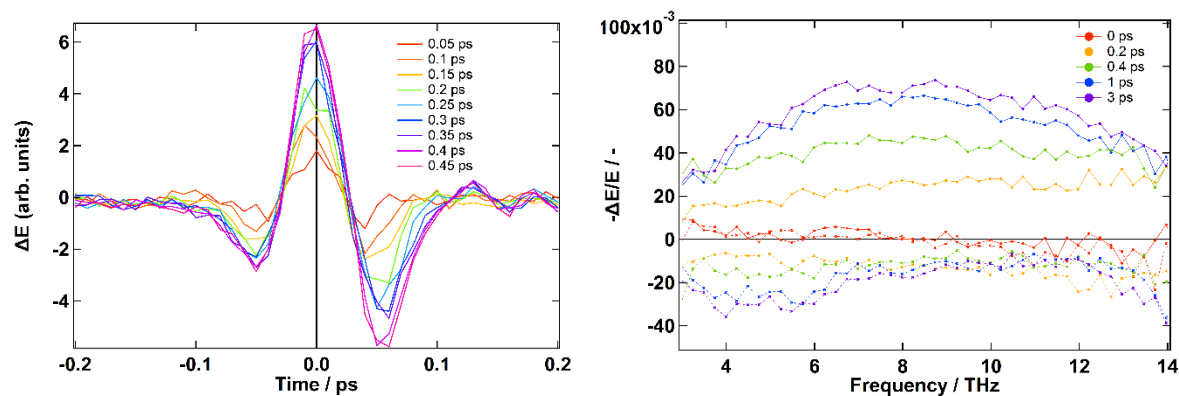 6
4
2
0
-2
-4
ΔE (arb. units)
0.05 ps
0.1 ps
0.15 ps
0.2 ps
0.25 ps
0.3 ps
0.35 ps
0.4 ps
0.45 ps
-0.2
-0.1
0.0
0.1
0.2
Time / ps
100x10-3
80
60
40
20
0
-20
-40
-ΔE/E / -
0 ps
0.2 ps
0.4 ps
1 ps
3 ps
4
6
8
10
12
14
Frequency / THz